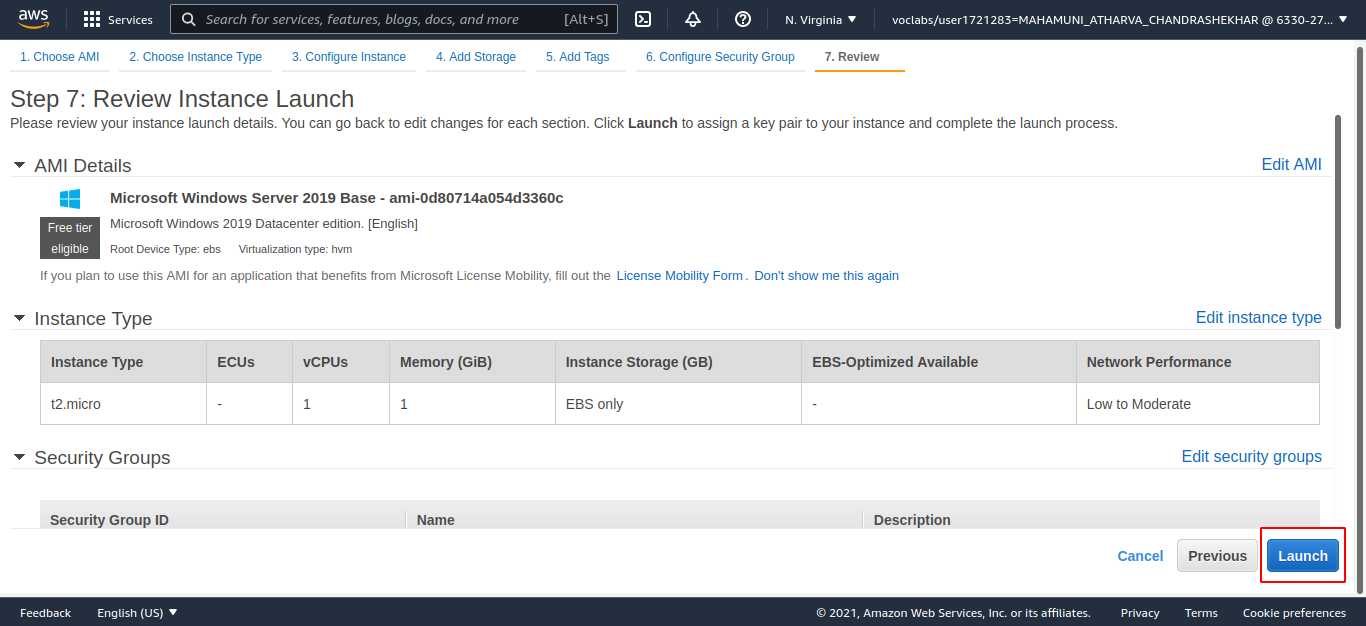 aws Services Search for services, features, blogs, docs, and more [Alt+S] N. Virginia voclabs/user1721283=MAHAMUNI_ATHARVA_CHANDRASHEKHAR @ 6330-27...
1. Choose AMI 2. Choose Instance Type 3. Configure Instance 4. Add Storage 5. Add Tags 6. Configure Security Group 7. Review
Step 7: Review Instance Launch
Please review your instance launch details. You can go back to edit changes for each section. Click Launch to assign a key pair to your instance and complete the launch process.
AMI Details Edit AMI
Microsoft Windows Server 2019 Base - ami-0d80714a054d3360c
Free tier
eligible
Microsoft Windows 2019 Datacenter edition. [English]
Root Device Type: ebs Virtualization type: hvm
If you plan to use this AMI for an application that benefits from Microsoft License Mobility, fill out the License Mobility Form. Don't show me this again
Instance Type Edit instance type
Instance Type ECUs vCPUs Memory (GiB) Instance Storage (GB) EBS-Optimized Available Network Performance
t2.micro - 1 1 EBS only - Low to Moderate
Security Groups Edit security groups
Security Group ID Name Description
Cancel Previous Launch
Feedback English (US) © 2021, Amazon Web Services, Inc. or its affiliates. Privacy Terms Cookie preferences